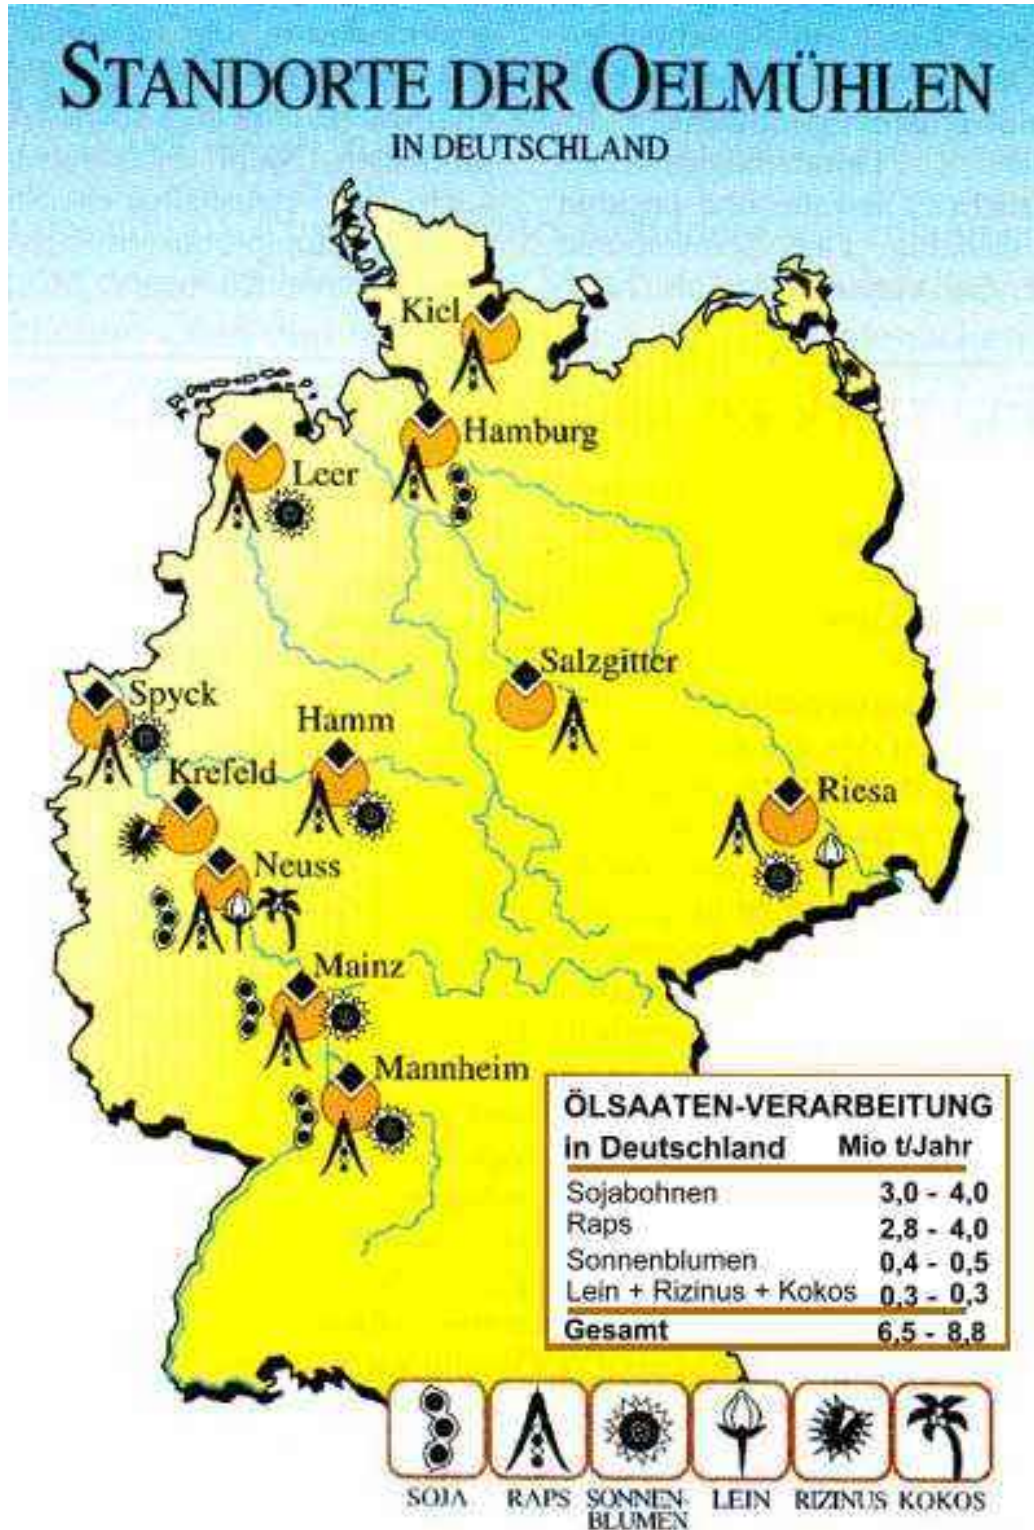 STANDORTE DER OELMÜHLEN
IN DEUTSCHLAND
Kiel
Hamburg
Leer
Salzgitter
Spyck
Hamm
Krefeld
Riesa
Neuss
Mainz
Mannheim
ÖLSAATEN-VERARBEITUNG
in Deutschland Mio t/Jahr
Sojabohnen 3,0 - 4,0
Raps 2,8 - 4,0
Sonnenblumen 0,4 - 0,5
Lein + Rizinus + Kokos 0,3 - 0,3
Gesamt 6,5 - 8,8
SOJA RAPS SONNEN- LEIN RIZINUS KOKOS
BLUMEN